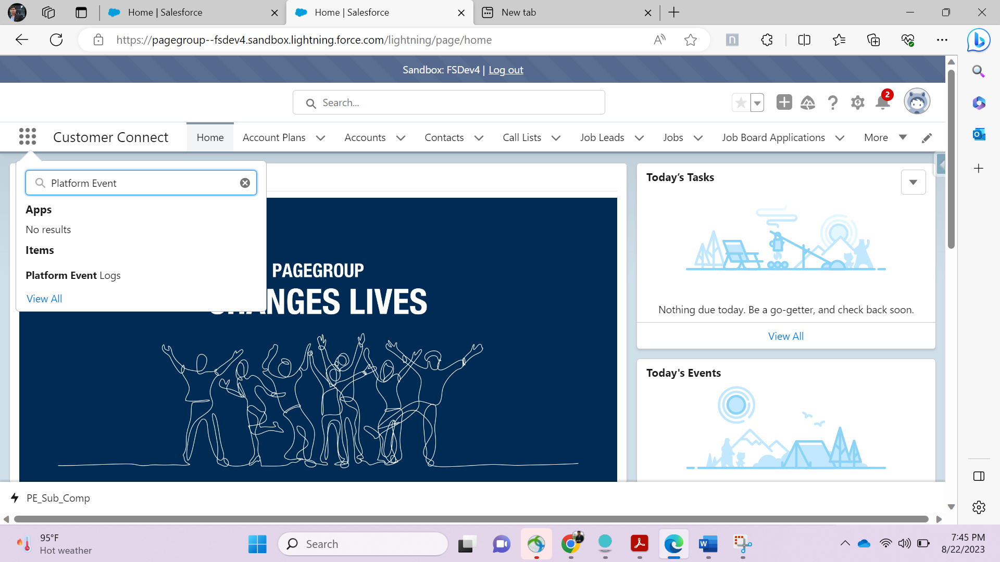 Home | Salesforce
Home | Salesforce
New tab
https://pagegroup--fsdev4.sandbox.lightning.force.com/lightning/page/home
Sandbox: FSDev4 | Log out
Search...
2
Customer Connect
Home
Account Plans
Accounts
Contacts
Call Lists
Job Leads
Jobs
Job Board Applications
More
Platform Event
Apps
No results
Items
Platform Event Logs
View All
PAGEGROUP
CHANGES LIVES
Today’s Tasks
Nothing due today. Be a go-getter, and check back soon.
View All
Today's Events
PE_Sub_Comp
95°F
Hot weather
Search
7:45 PM
8/22/2023